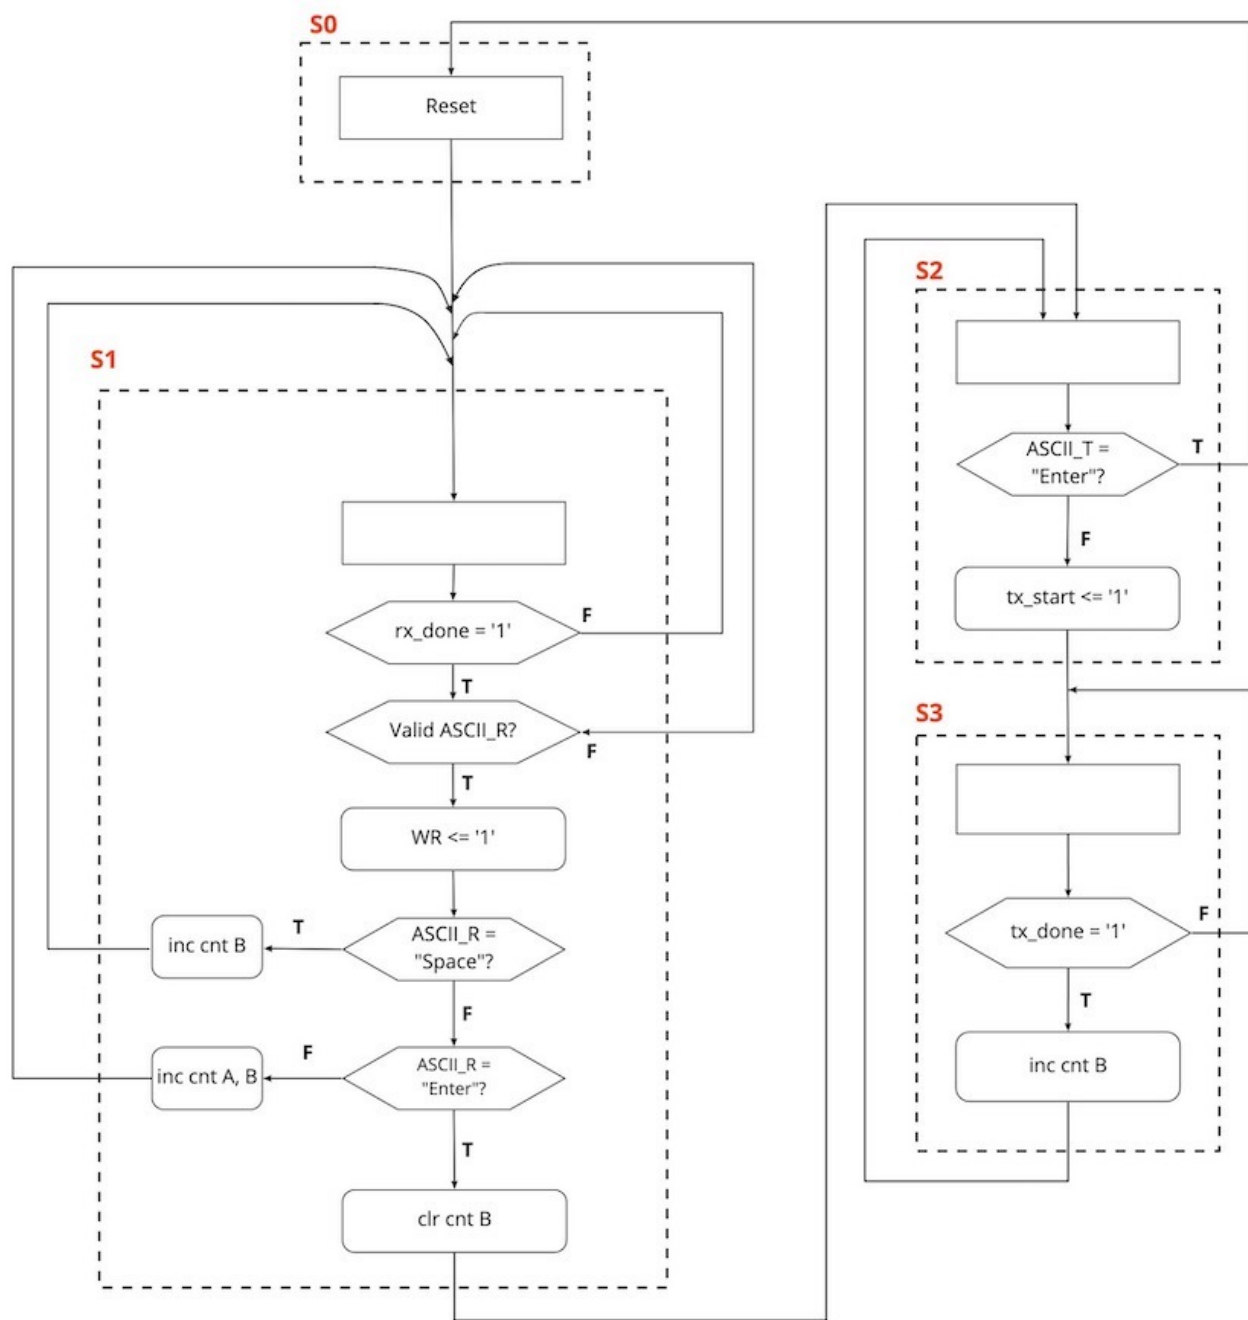 S0
Reset
S1
rx_done = '1'
F
T
Valid ASCII_R?
F
T
WR <= '1'
ASCII_R =
"Space"?
T
inc cnt B
F
ASCII_R =
"Enter"?
F
inc cnt A, B
T
clr cnt B
S2
ASCII_T =
"Enter"?
T
F
tx_start <= '1'
S3
tx_done = '1'
F
T
inc cnt B